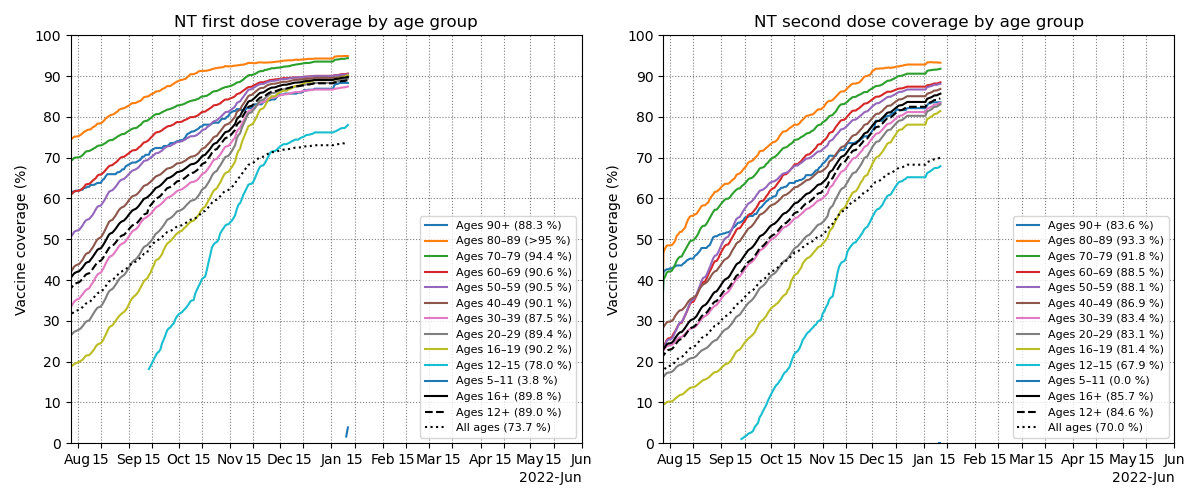 NT first dose coverage by age group
Vaccine coverage (%)
100
90
80
70
60
50
40
30
20
10
0
Ages 90+ (88.3 %)
Ages 80–89 (>95 %)
Ages 70–79 (94.4 %)
Ages 60–69 (90.6 %)
Ages 50–59 (90.5 %)
Ages 40–49 (90.1 %)
Ages 30–39 (87.5 %)
Ages 20–29 (89.4 %)
Ages 16–19 (90.2 %)
Ages 12–15 (78.0 %)
Ages 5–11 (3.8 %)
Ages 16+ (89.8 %)
Ages 12+ (89.0 %)
All ages (73.7 %)
Aug 15 Sep 15 Oct 15 Nov 15 Dec 15 Jan 15 Feb 15 Mar 15 Apr 15 May 15 Jun
2022-Jun
NT second dose coverage by age group
Vaccine coverage (%)
100
90
80
70
60
50
40
30
20
10
0
Ages 90+ (83.6 %)
Ages 80–89 (93.3 %)
Ages 70–79 (91.8 %)
Ages 60–69 (88.5 %)
Ages 50–59 (88.1 %)
Ages 40–49 (86.9 %)
Ages 30–39 (83.4 %)
Ages 20–29 (83.1 %)
Ages 16–19 (81.4 %)
Ages 12–15 (67.9 %)
Ages 5–11 (0.0 %)
Ages 16+ (85.7 %)
Ages 12+ (84.6 %)
All ages (70.0 %)
Aug 15 Sep 15 Oct 15 Nov 15 Dec 15 Jan 15 Feb 15 Mar 15 Apr 15 May 15 Jun
2022-Jun